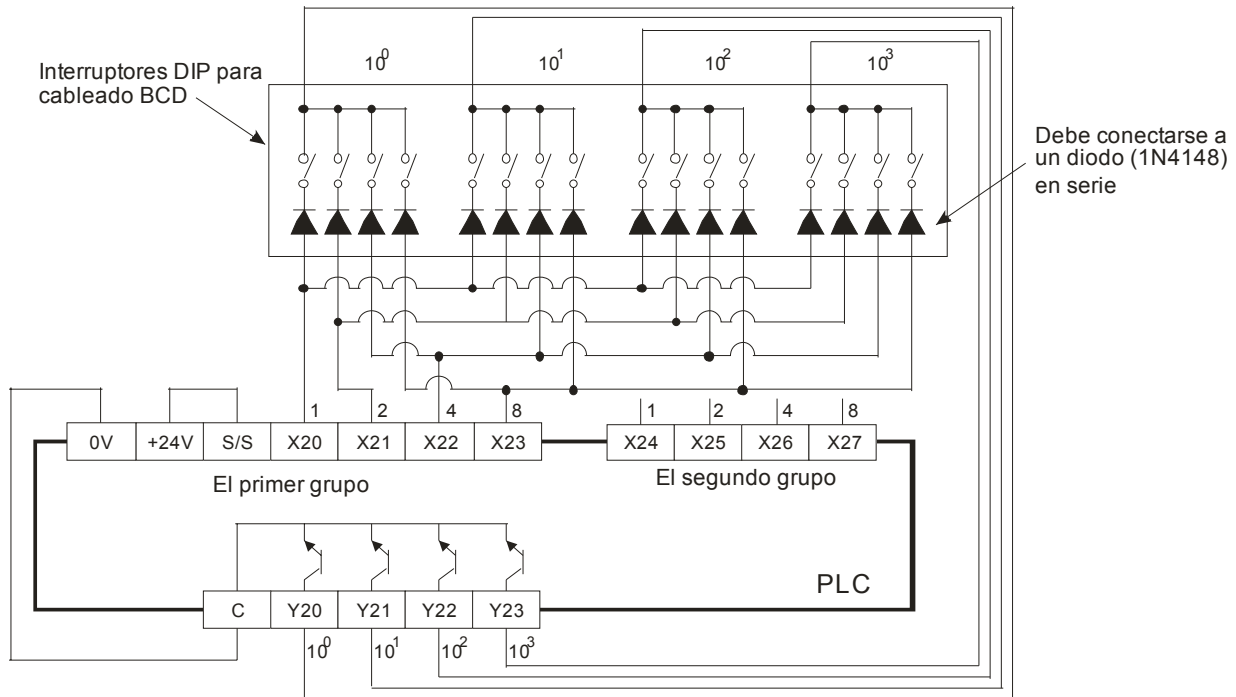 10⁰ 10¹ 10² 10³
Interruptores DIP para
cableado BCD
Debe conectarse a
un diodo (1N4148)
en serie
1 2 4 8 1 2 4 8
0V +24V S/S X20 X21 X22 X23 X24 X25 X26 X27
El primer grupo El segundo grupo
PLC
C Y20 Y21 Y22 Y23
10⁰ 10¹ 10² 10³